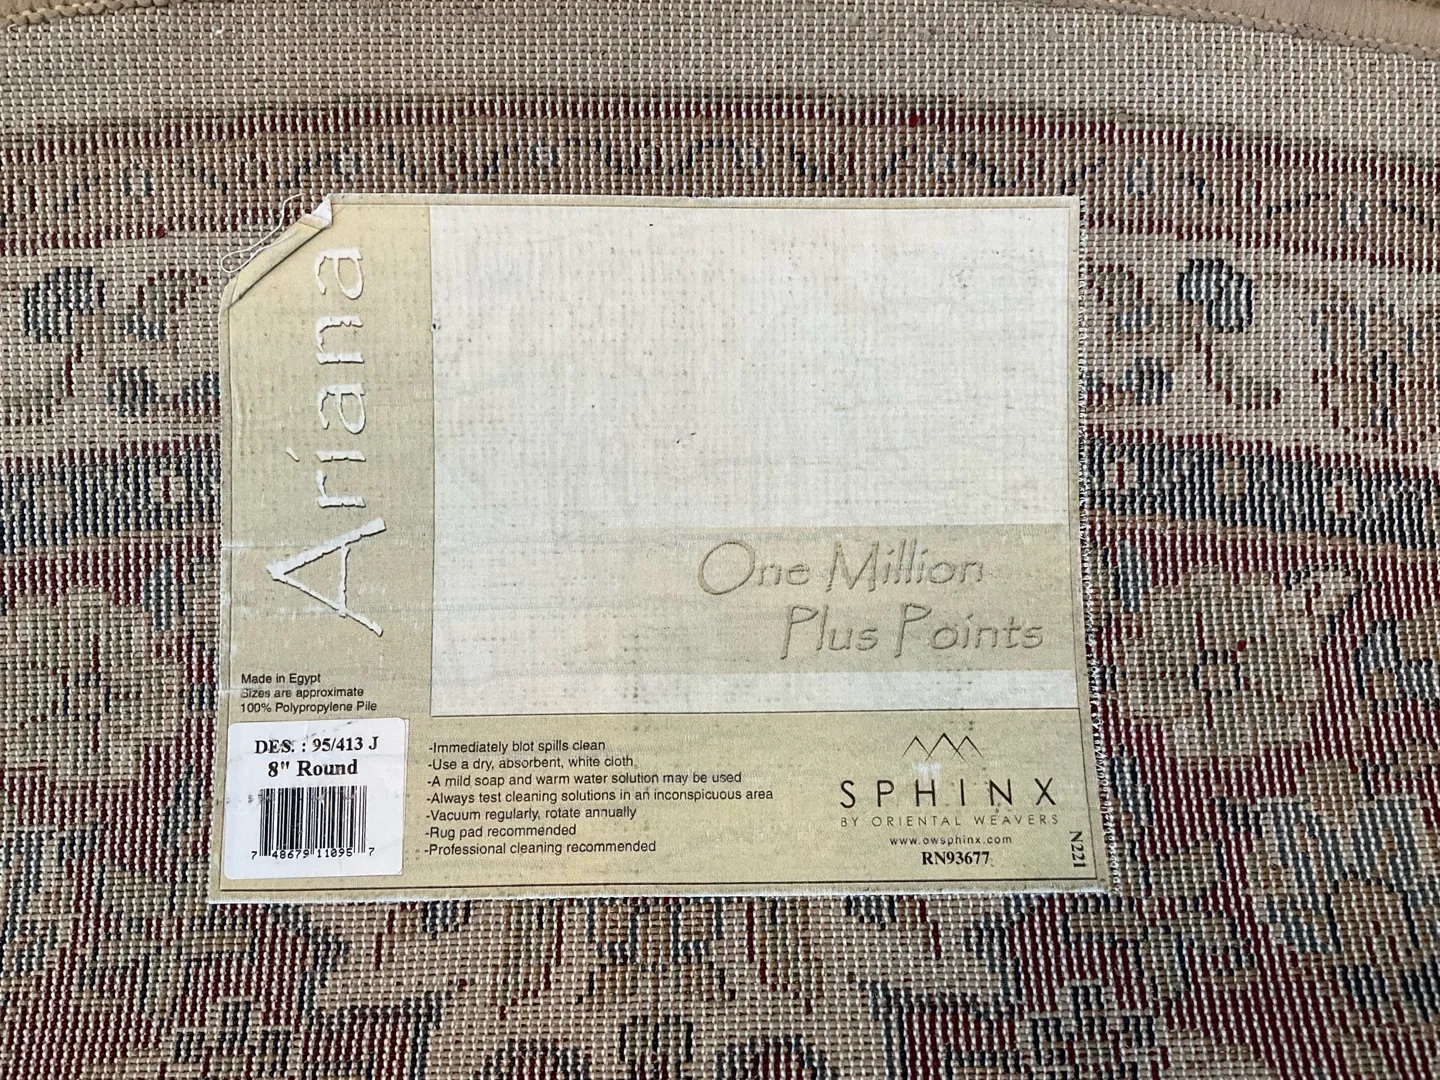 Ariana
One Million
Plus Points
Made in Egypt
Sizes are approximate
100% Polypropylene Pile
DES. : 95/413 J
8" Round
7 48679 11095 7
-Immediately blot spills clean
-Use a dry, absorbent, white cloth
-A mild soap and warm water solution may be used
-Always test cleaning solutions in an inconspicuous area
-Vacuum regularly, rotate annually
-Rug pad recommended
-Professional cleaning recommended
SPHINX
BY ORIENTAL WEAVERS
www.owsphinx.com
RN93677
N221